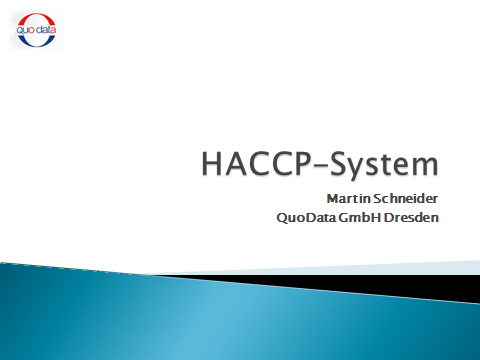 quo data
HACCP-System
Martin Schneider
QuoData GmbH Dresden